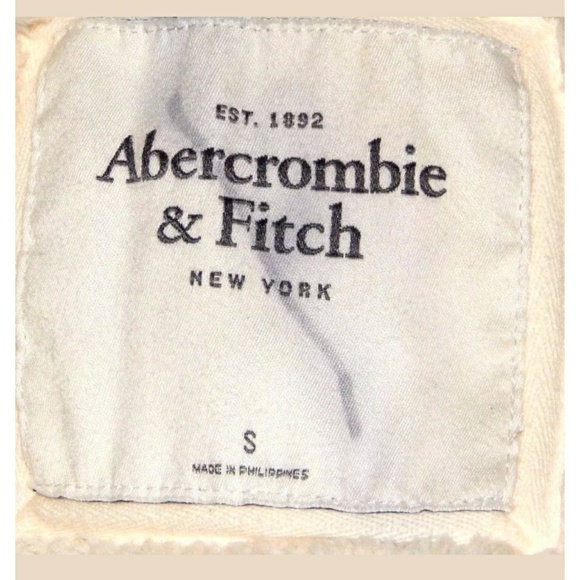 EST. 1892
Abercrombie
& Fitch
NEW YORK
S
MADE IN PHILIPPINES